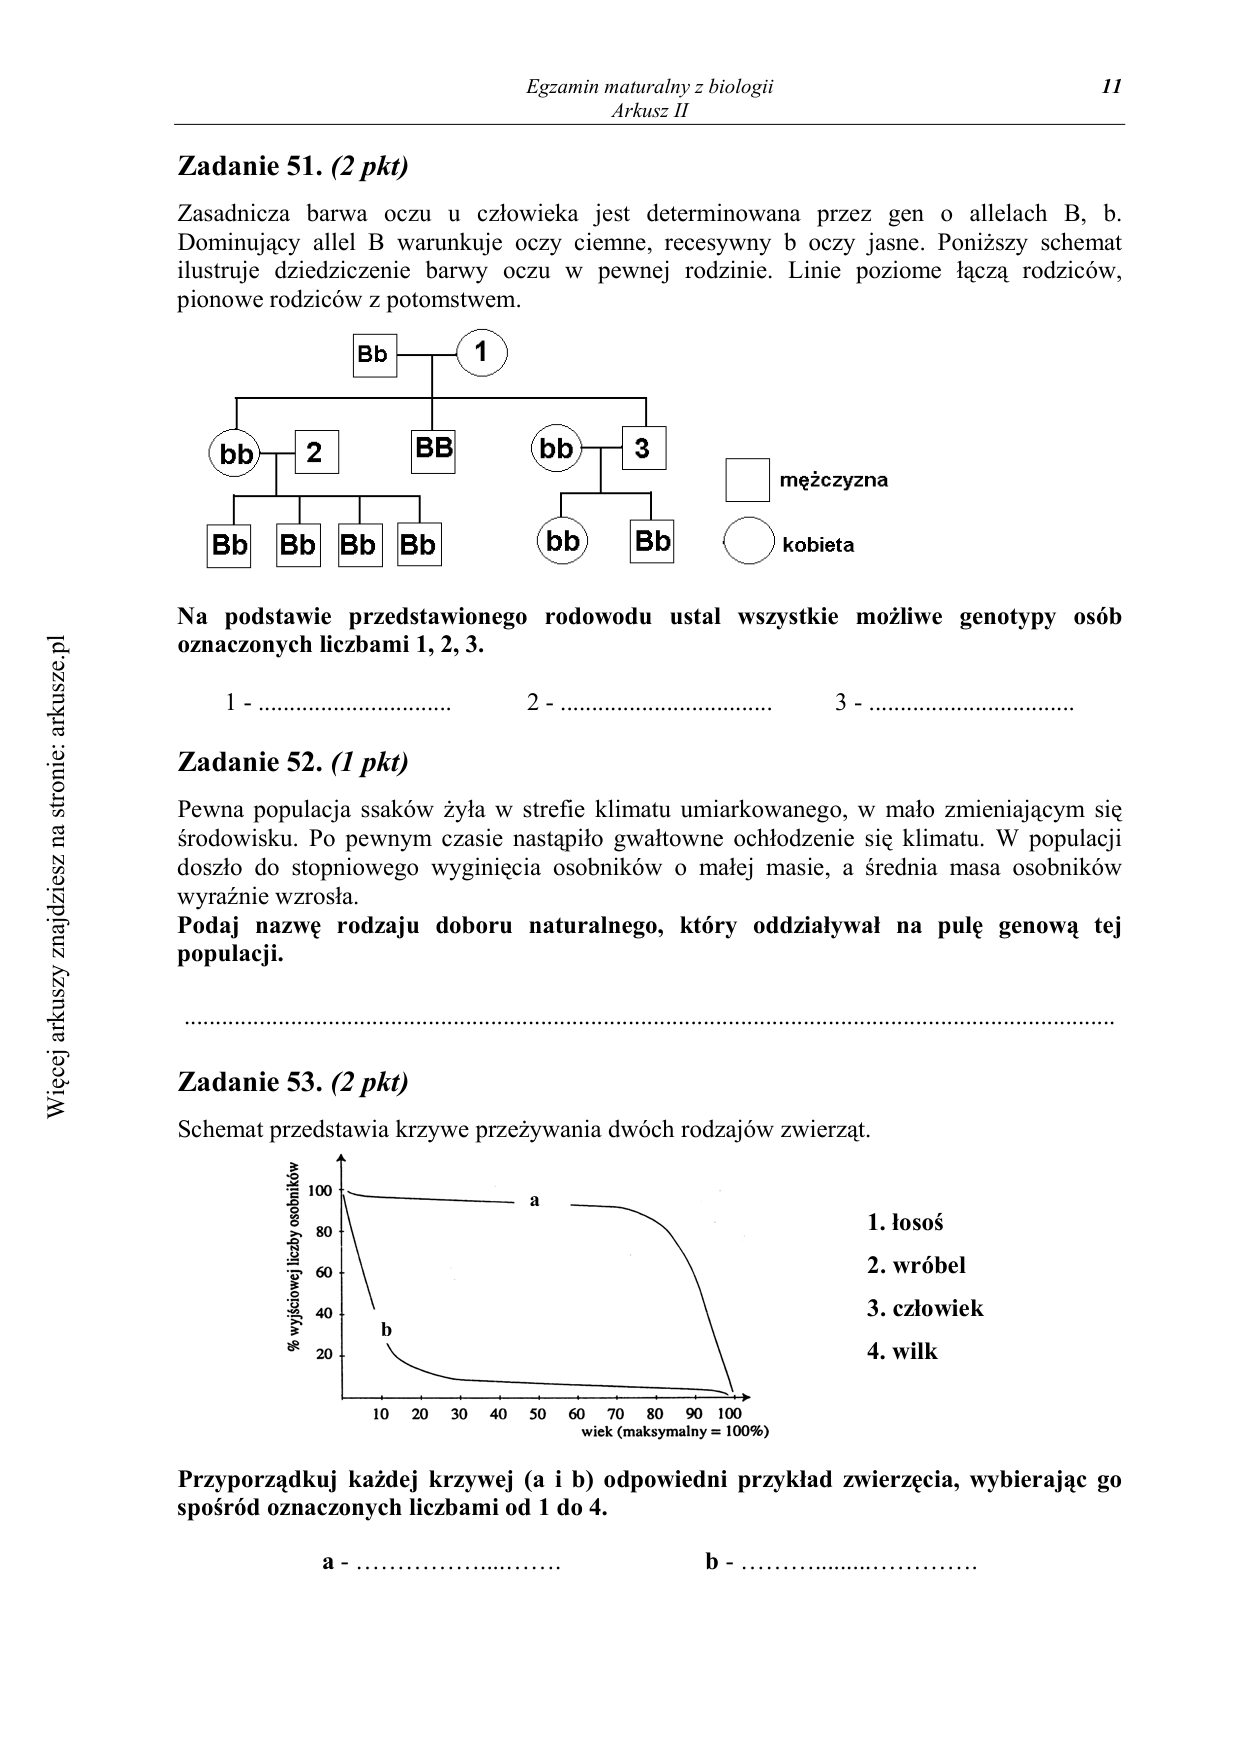 Egzamin maturalny z biologii
11
Arkusz II
Zadanie 51. (2 pkt)
Zasadnicza barwa oczu u człowieka jest determinowana przez gen o allelach B, b.
Dominujący allel B warunkuje oczy ciemne, recesywny b oczy jasne. Poniższy schemat
ilustruje dziedziczenie barwy oczu w pewnej rodzinie. Linie poziome łączą rodziców,
pionowe rodziców z potomstwem.
Bb 1
bb 2 BB bb 3
mężczyzna
Bb Bb Bb Bb bb Bb
kobieta
Na podstawie przedstawionego rodowodu ustal wszystkie możliwe genotypy osób
oznaczonych liczbami 1, 2, 3.
1 - ............................... 2 - .................................. 3 - .................................
Zadanie 52. (1 pkt)
Pewna populacja ssaków żyła w strefie klimatu umiarkowanego, w mało zmieniającym się
środowisku. Po pewnym czasie nastąpiło gwałtowne ochłodzenie się klimatu. W populacji
doszło do stopniowego wyginięcia osobników o małej masie, a średnia masa osobników
wyraźnie wzrosła.
Podaj nazwę rodzaju doboru naturalnego, który oddziaływał na pulę genową tej
populacji.
.....................................................................................................................................................
Zadanie 53. (2 pkt)
Schemat przedstawia krzywe przeżywania dwóch rodzajów zwierząt.
% wyjściowej liczby osobników
100
80
60
40
20
a
b
10 20 30 40 50 60 70 80 90 100
wiek (maksymalny = 100%)
1. łosoś
2. wróbel
3. człowiek
4. wilk
Przyporządkuj każdej krzywej (a i b) odpowiedni przykład zwierzęcia, wybierając go
spośród oznaczonych liczbami od 1 do 4.
a - ……………....……. b - ………..........………….
Więcej arkuszy znajdziesz na stronie: arkusze.pl